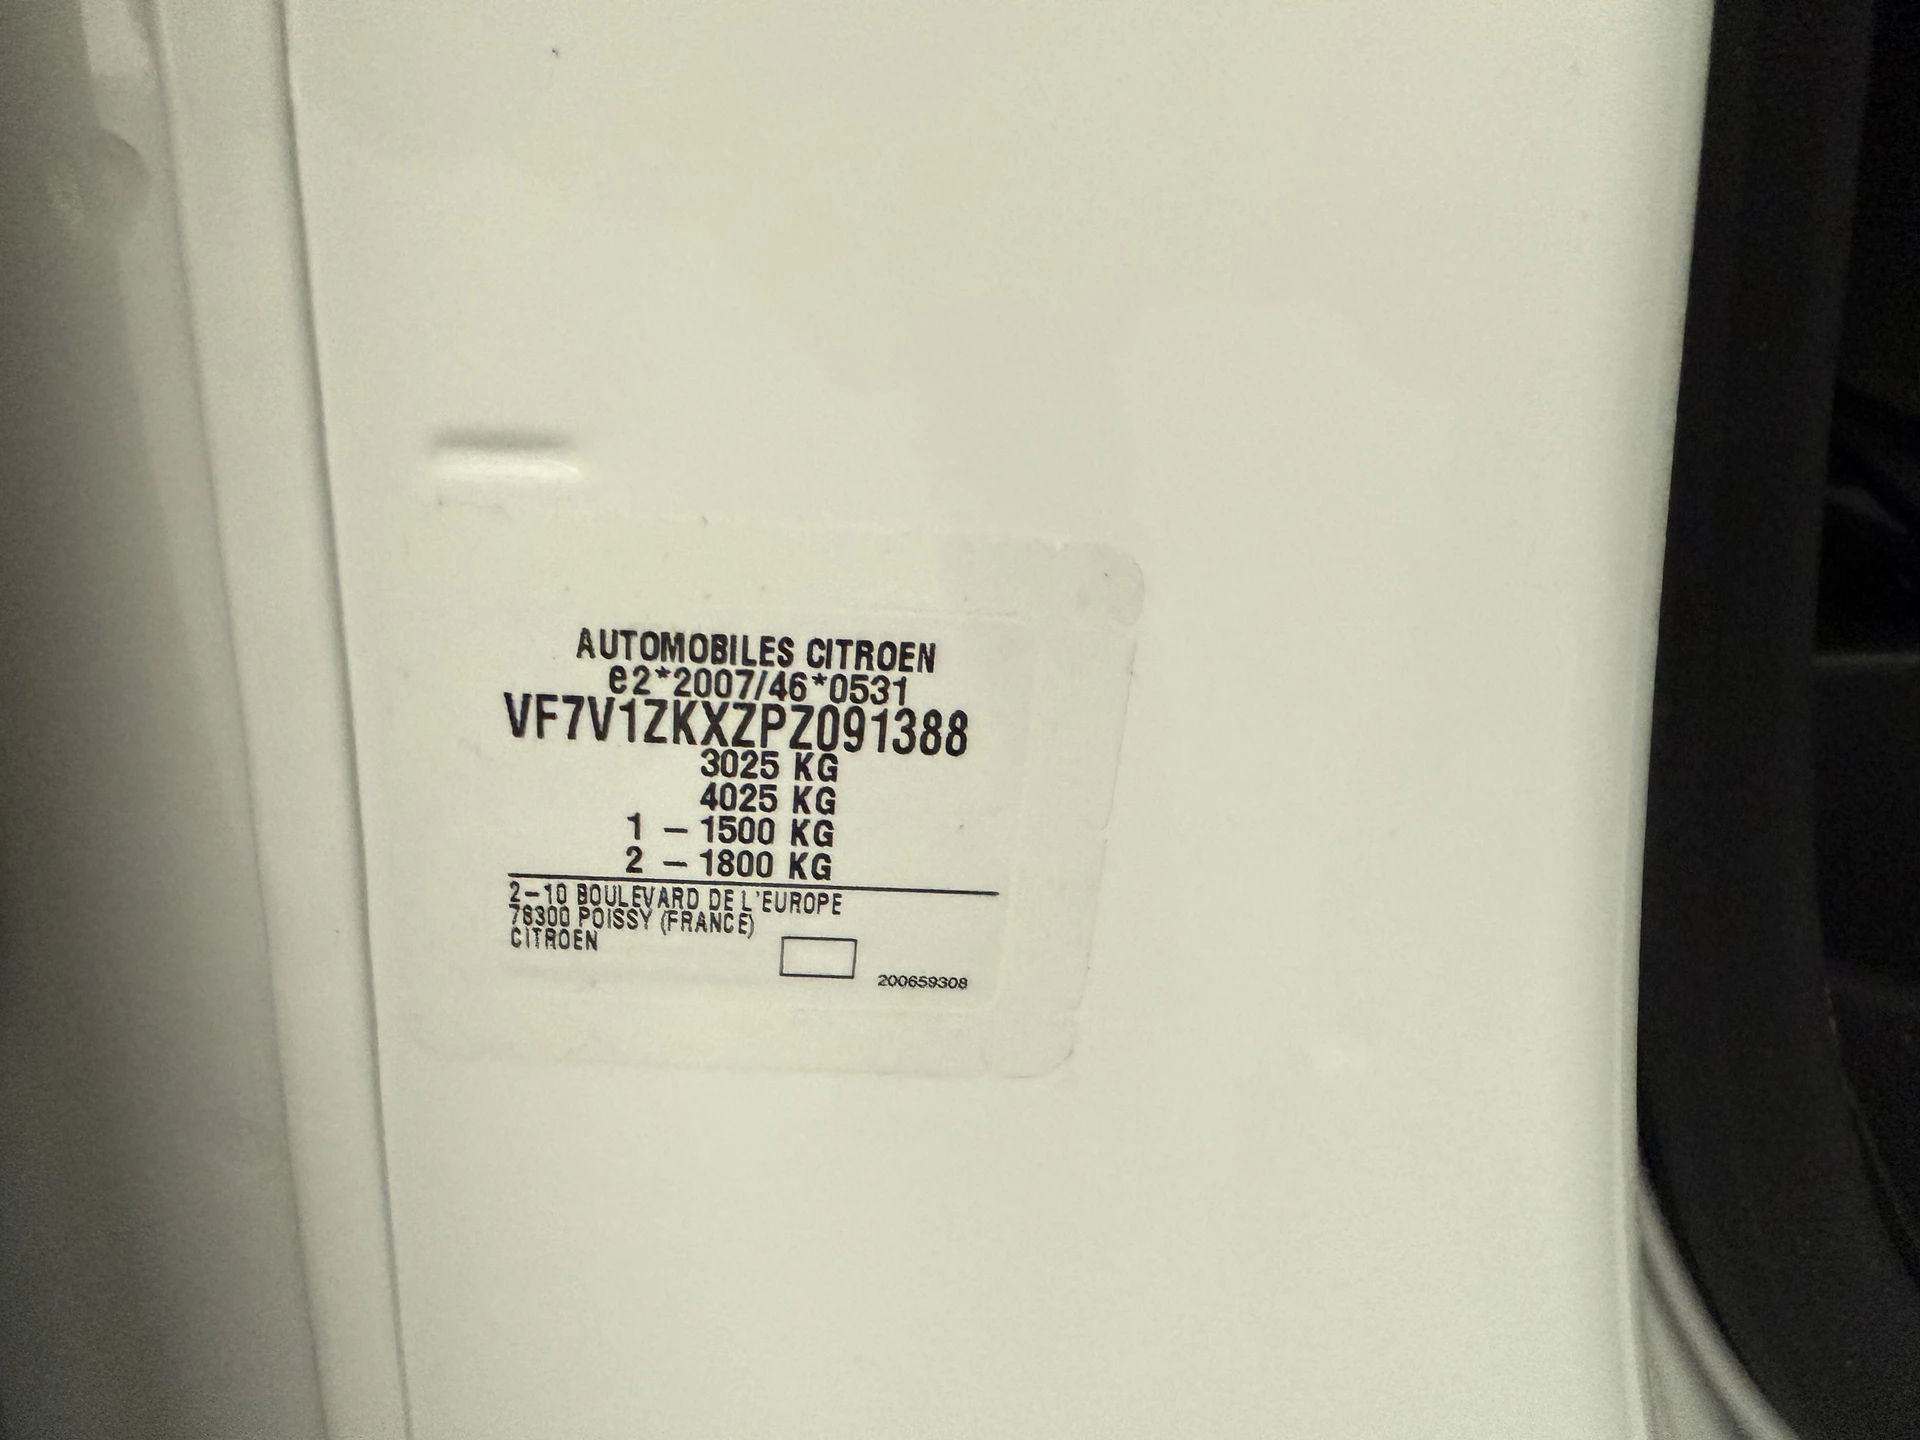 AUTOMOBILES CITROEN
e2*2007/46*0531
VF7V1ZKXZPZ091388
3025 KG
4025 KG
1 - 1500 KG
2 - 1800 KG
2-10 BOULEVARD DE L'EUROPE
78300 POISSY (FRANCE)
CITROEN
200659308